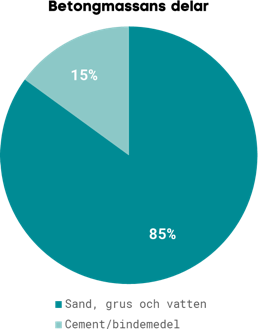 Betongmassans delar
15%
85%
Sand, grus och vatten
Cement/bindemedel